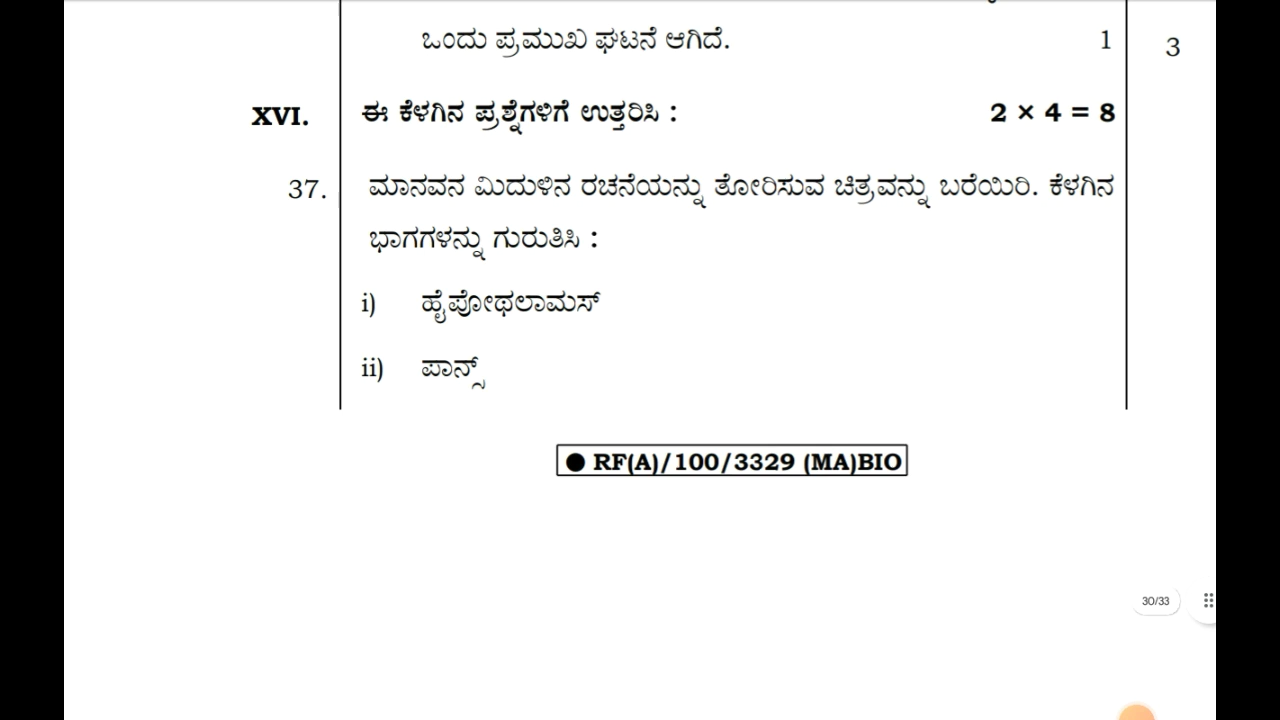 ಒಂದು ಪ್ರಮುಖ ಘಟನೆ ಆಗಿದೆ. 1 3
XVI. ಈ ಕೆಳಗಿನ ಪ್ರಶ್ನೆಗಳಿಗೆ ಉತ್ತರಿಸಿ : 2 × 4 = 8
37. ಮಾನವನ ಮಿದುಳಿನ ರಚನೆಯನ್ನು ತೋರಿಸುವ ಚಿತ್ರವನ್ನು ಬರೆಯಿರಿ. ಕೆಳಗಿನ
ಭಾಗಗಳನ್ನು ಗುರುತಿಸಿ :
i) ಹೈಪೋಥಲಾಮಸ್
ii) ಪಾನ್ಸ್
● RF(A)/100/3329 (MA)BIO
30/33